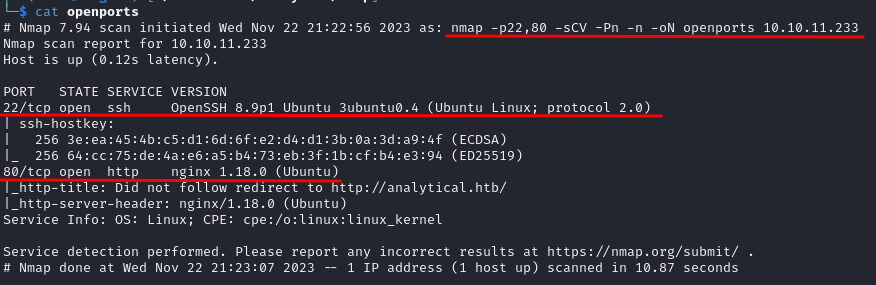 └─$ cat openports
# Nmap 7.94 scan initiated Wed Nov 22 21:22:56 2023 as: nmap -p22,80 -sCV -Pn -n -oN openports 10.10.11.233
Nmap scan report for 10.10.11.233
Host is up (0.12s latency).

PORT   STATE SERVICE VERSION
22/tcp open  ssh     OpenSSH 8.9p1 Ubuntu 3ubuntu0.4 (Ubuntu Linux; protocol 2.0)
| ssh-hostkey:
|   256 3e:ea:45:4b:c5:d1:6d:6f:e2:d4:d1:3b:0a:3d:a9:4f (ECDSA)
|_  256 64:cc:75:de:4a:e6:a5:b4:73:eb:3f:1b:cf:b4:e3:94 (ED25519)
80/tcp open  http    nginx 1.18.0 (Ubuntu)
|_http-title: Did not follow redirect to http://analytical.htb/
|_http-server-header: nginx/1.18.0 (Ubuntu)
Service Info: OS: Linux; CPE: cpe:/o:linux:linux_kernel

Service detection performed. Please report any incorrect results at https://nmap.org/submit/ .
# Nmap done at Wed Nov 22 21:23:07 2023 -- 1 IP address (1 host up) scanned in 10.87 seconds